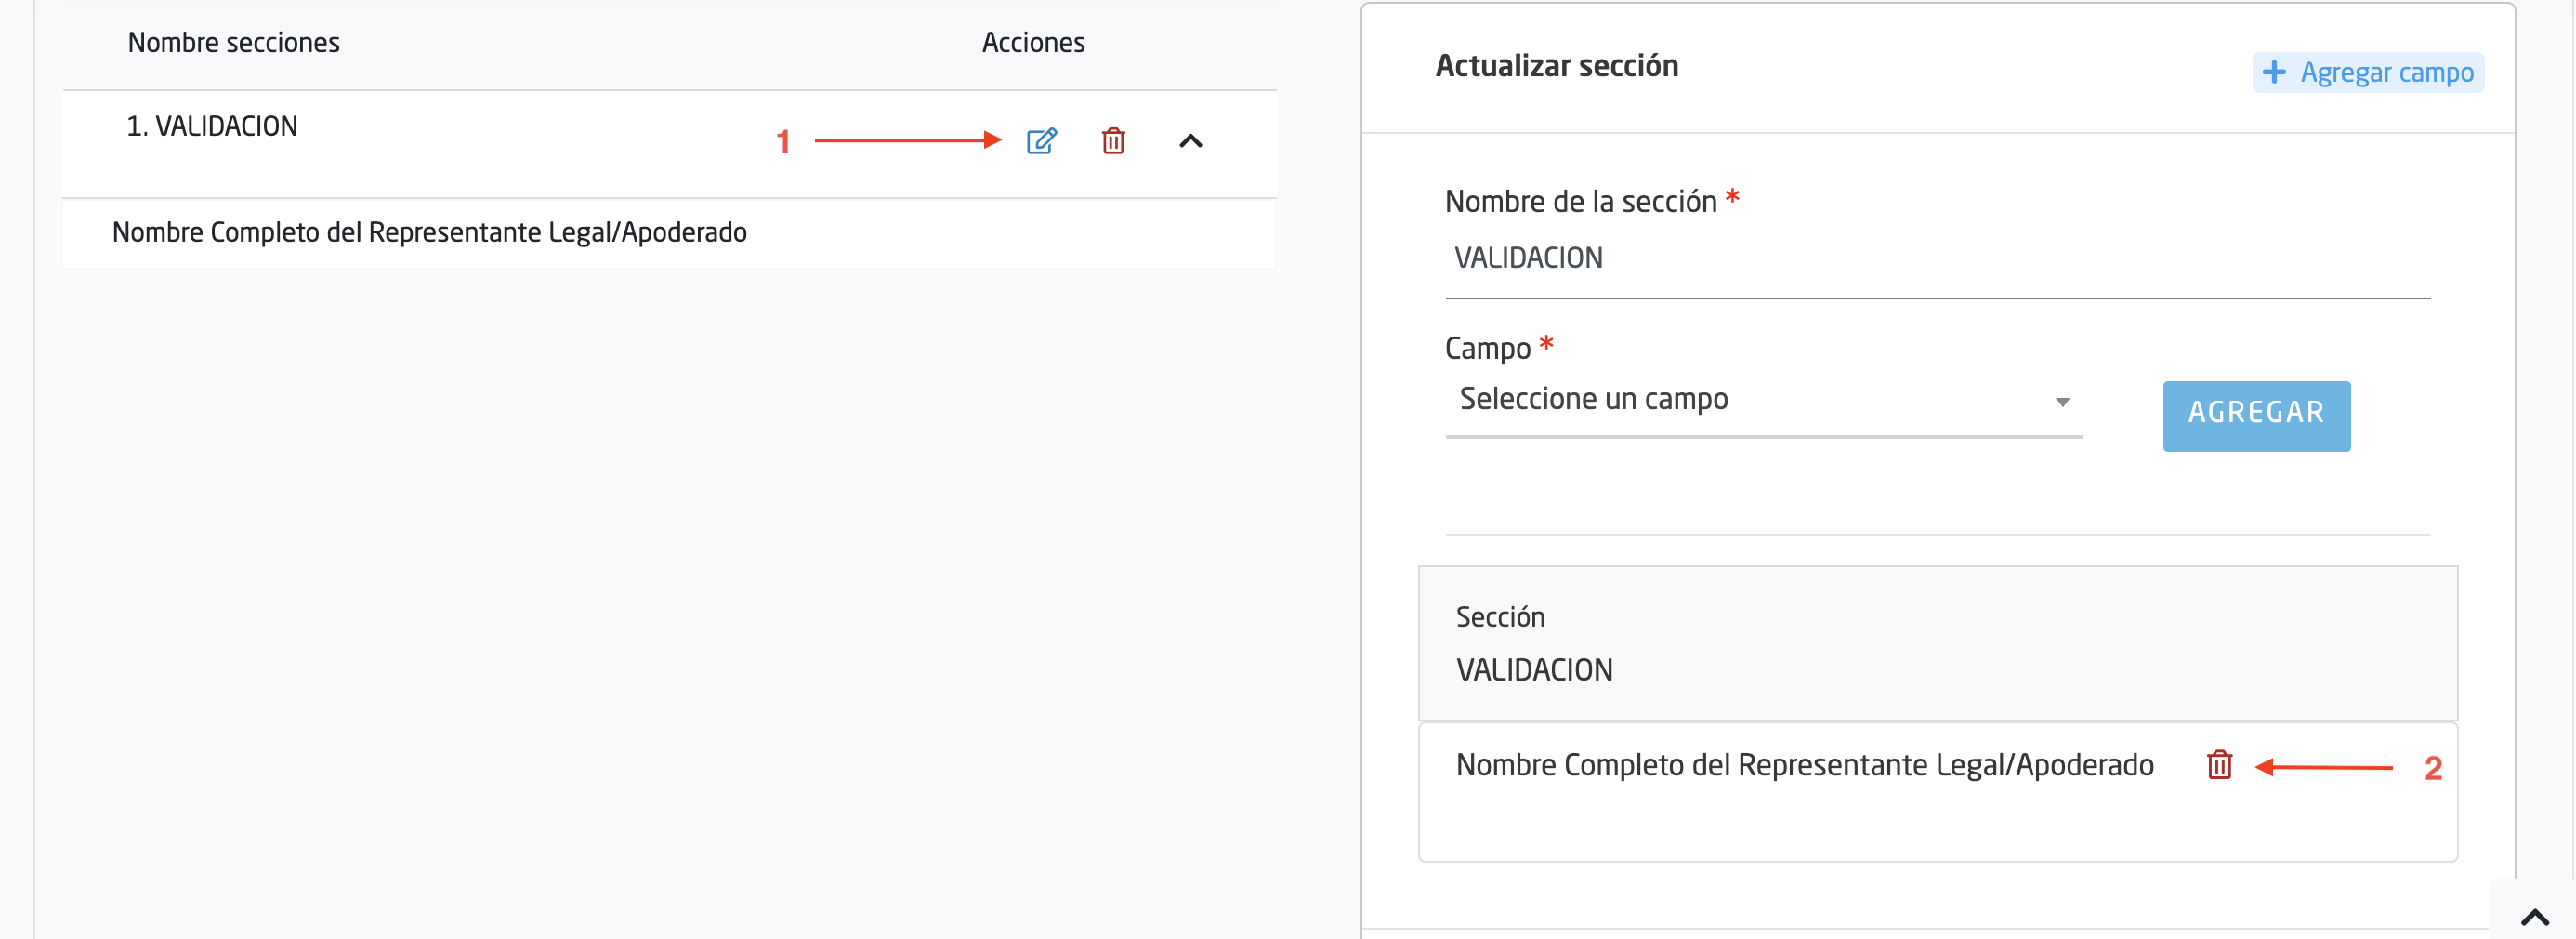 Nombre secciones
Acciones
1. VALIDACION
1
Nombre Completo del Representante Legal/Apoderado
Actualizar sección
+ Agregar campo
Nombre de la sección *
VALIDACION
Campo *
Seleccione un campo
AGREGAR
Sección
VALIDACION
Nombre Completo del Representante Legal/Apoderado
2